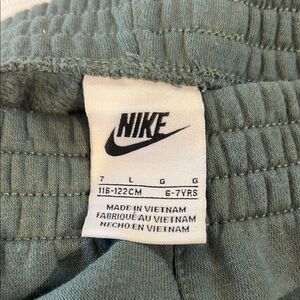 NIKE
7 L G G
116-122CM 6-7YRS
MADE IN VIETNAM
FABRIQUÉ AU VIETNAM
HECHO EN VIETNAM